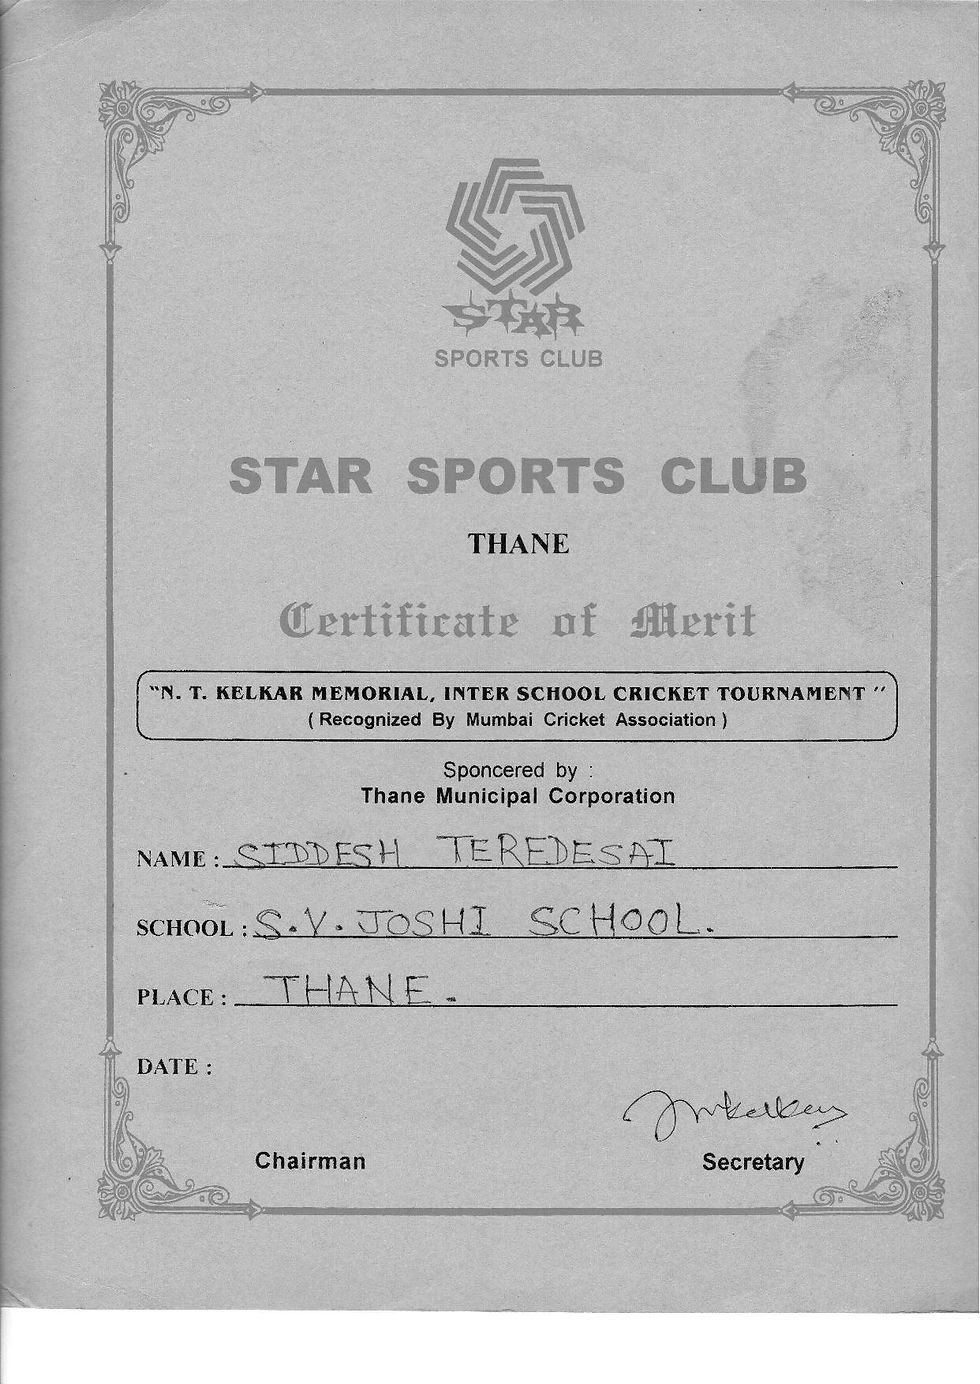 STAR
SPORTS CLUB
STAR SPORTS CLUB
THANE
Certificate of Merit
"N. T. KELKAR MEMORIAL, INTER SCHOOL CRICKET TOURNAMENT "
( Recognized By Mumbai Cricket Association )
Sponcered by :
Thane Municipal Corporation
NAME : SIDDESH TEREDESAI
SCHOOL : S.V. JOSHI SCHOOL.
PLACE : THANE.
DATE :
Chairman Secretary